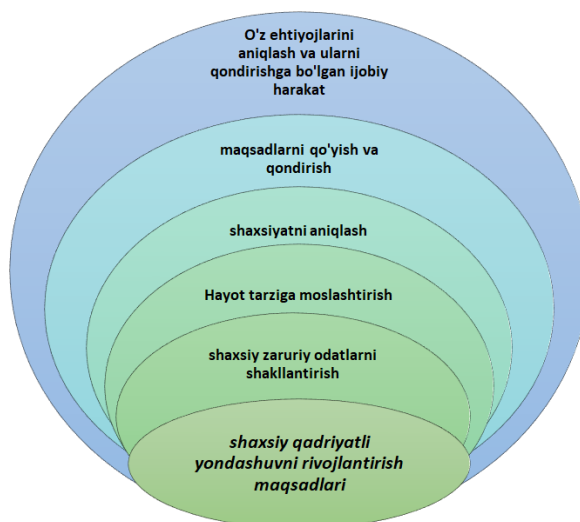 O'z ehtiyojlarini
aniqlash va ularni
qondirishga bo'lgan ijobiy
harakat
maqsadlarni qo'yish va
qondirish
shaxsiyatni aniqlash
Hayot tarziga moslashtirish
shaxsiy zaruriy odatlarni
shakllantirish
shaxsiy qadriyatli
yondashuvni rivojlantirish
maqsadlari